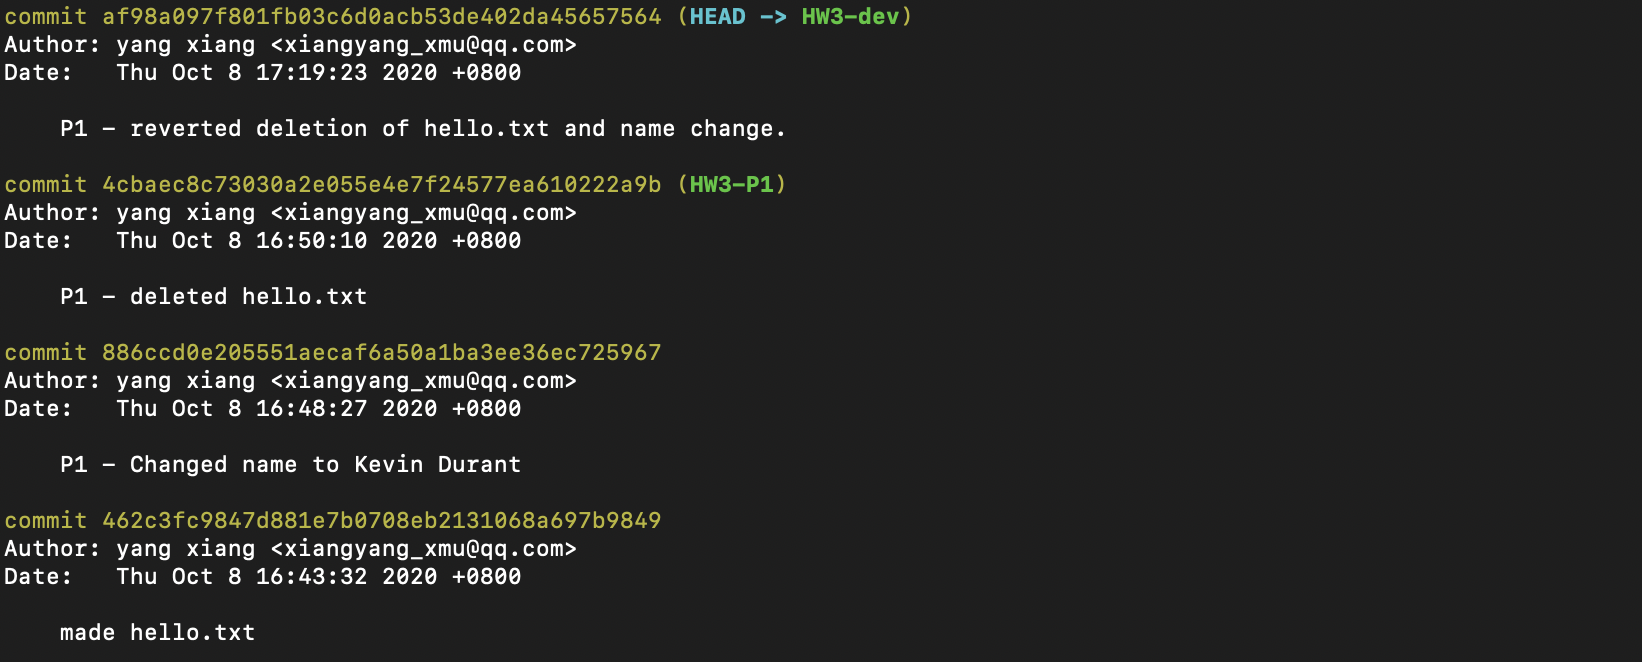 commit af98a097f801fb03c6d0acb53de402da45657564 (HEAD -> HW3-dev)
Author: yang xiang <xiangyang_xmu@qq.com>
Date:   Thu Oct 8 17:19:23 2020 +0800
    P1 - reverted deletion of hello.txt and name change.
commit 4cbaec8c73030a2e055e4e7f24577ea610222a9b (HW3-P1)
Author: yang xiang <xiangyang_xmu@qq.com>
Date:   Thu Oct 8 16:50:10 2020 +0800
    P1 - deleted hello.txt
commit 886ccd0e205551aecaf6a50a1ba3ee36ec725967
Author: yang xiang <xiangyang_xmu@qq.com>
Date:   Thu Oct 8 16:48:27 2020 +0800
    P1 - Changed name to Kevin Durant
commit 462c3fc9847d881e7b0708eb2131068a697b9849
Author: yang xiang <xiangyang_xmu@qq.com>
Date:   Thu Oct 8 16:43:32 2020 +0800
    made hello.txt